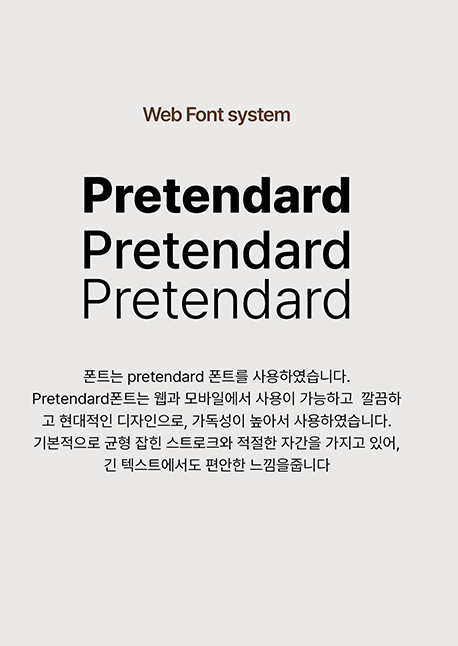 Web Font system
Pretendard
Pretendard
Pretendard
폰트는 pretendard 폰트를 사용하였습니다.
Pretendard폰트는 웹과 모바일에서 사용이 가능하고 깔끔하
고 현대적인 디자인으로, 가독성이 높아서 사용하였습니다.
기본적으로 균형 잡힌 스트로크와 적절한 자간을 가지고 있어,
긴 텍스트에서도 편안한 느낌을줍니다